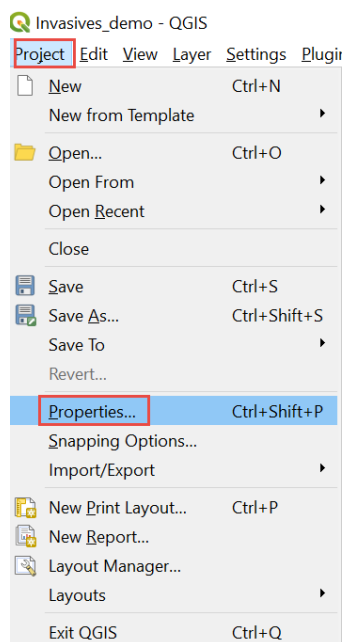 Invasives_demo - QGIS
Project Edit View Layer Settings Plugi
New Ctrl+N
New from Template
Open... Ctrl+O
Open From
Open Recent
Close
Save Ctrl+S
Save As... Ctrl+Shift+S
Save To
Revert...
Properties... Ctrl+Shift+P
Snapping Options...
Import/Export
New Print Layout... Ctrl+P
New Report...
Layout Manager...
Layouts
Exit QGIS Ctrl+Q